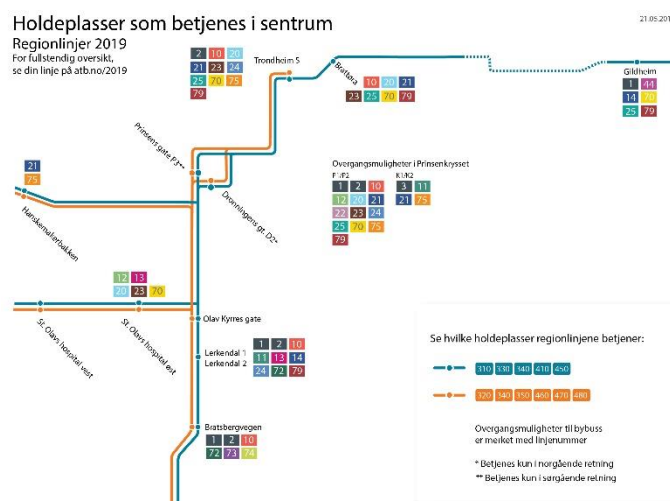 Holdeplasser som betjenes i sentrum
Regionlinjer 2019
For fullstendig oversikt,
se din linje på atb.no/2019
2 10 20
21 23 24
25 70 75
79
Trondheim S
Brattøra
10 20 21
23 25 70 79
Gildheim
1 44
14 70
25 79
Prinsens gate P3**
Dronningens gt. D2*
21
75
Hanskemakerbakken
Overgangsmuligheter i Prinsenkrysset
P1/P2
1 2 10
12 20 21
22 23 24
25 70 75
79
K1/K2
3 11
21 75
12 13
20 23 70
St. Olavs hospital vest
St. Olavs hospital øst
Olav Kyrres gate
Lerkendal 1
Lerkendal 2
1 2 10
11 13 14
24 72 79
Bratsbergvegen
1 2 10
72 73 74
Se hvilke holdeplasser regionlinjene betjener:
310 330 340 410 450
320 340 350 460 470 480
Overgangsmuligheter til bybuss
er merket med linjenummer
* Betjenes kun i norgående retning
** Betjenes kun i sørgående retning